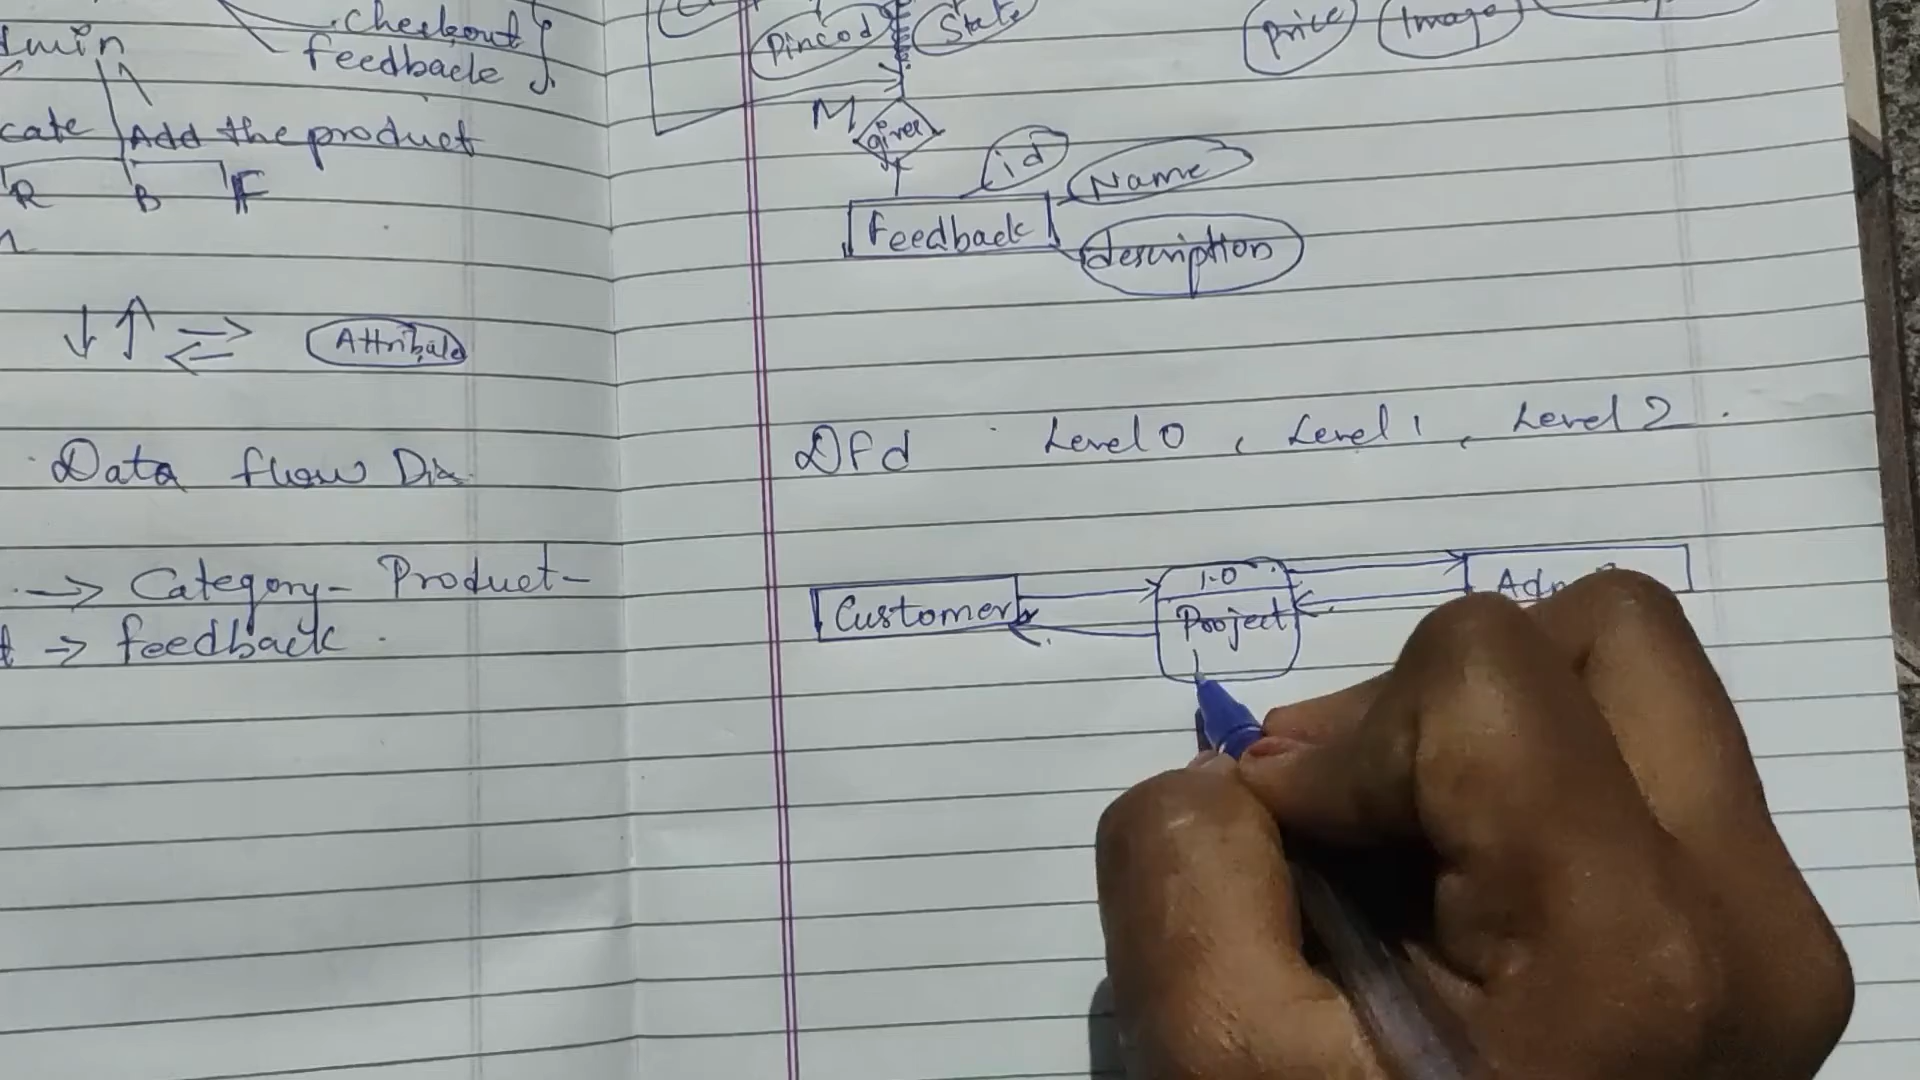 checkout
feedback
Pincod State
Price Image
Add the product
R B F
M
given
id
Name
feedback
description
Attribute
Data flow Dia.
Dfd Level 0 , Level 1 , Level 2 .
-> Category - Product -
-> feedback .
Customer
1.0
Project